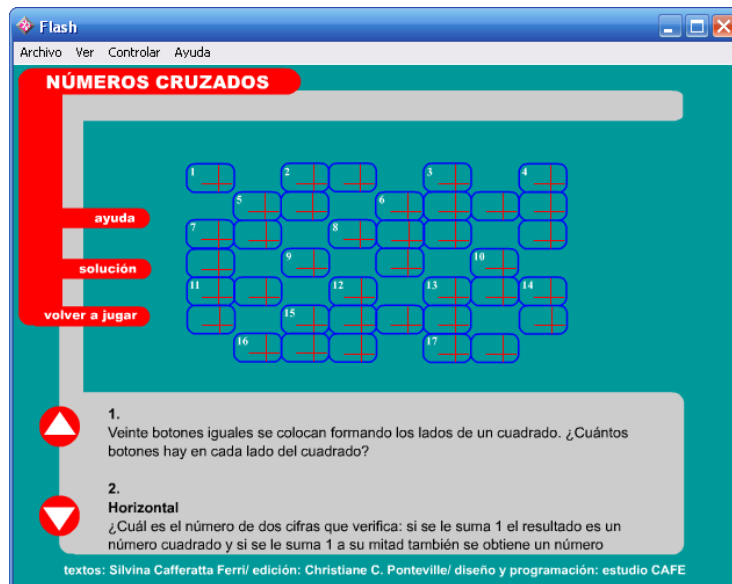 Flash
Archivo Ver Controlar Ayuda
NÚMEROS CRUZADOS
1 2 3 4
5 6
ayuda
7 8
solución
9 10
11 12 13 14
volver a jugar
15
16 17
1.
Veinte botones iguales se colocan formando los lados de un cuadrado. ¿Cuántos
botones hay en cada lado del cuadrado?
2.
Horizontal
¿Cuál es el número de dos cifras que verifica: si se le suma 1 el resultado es un
número cuadrado y si se le suma 1 a su mitad también se obtiene un número
textos: Silvina Cafferatta Ferri/ edición: Christiane C. Ponteville/ diseño y programación: estudio CAFE